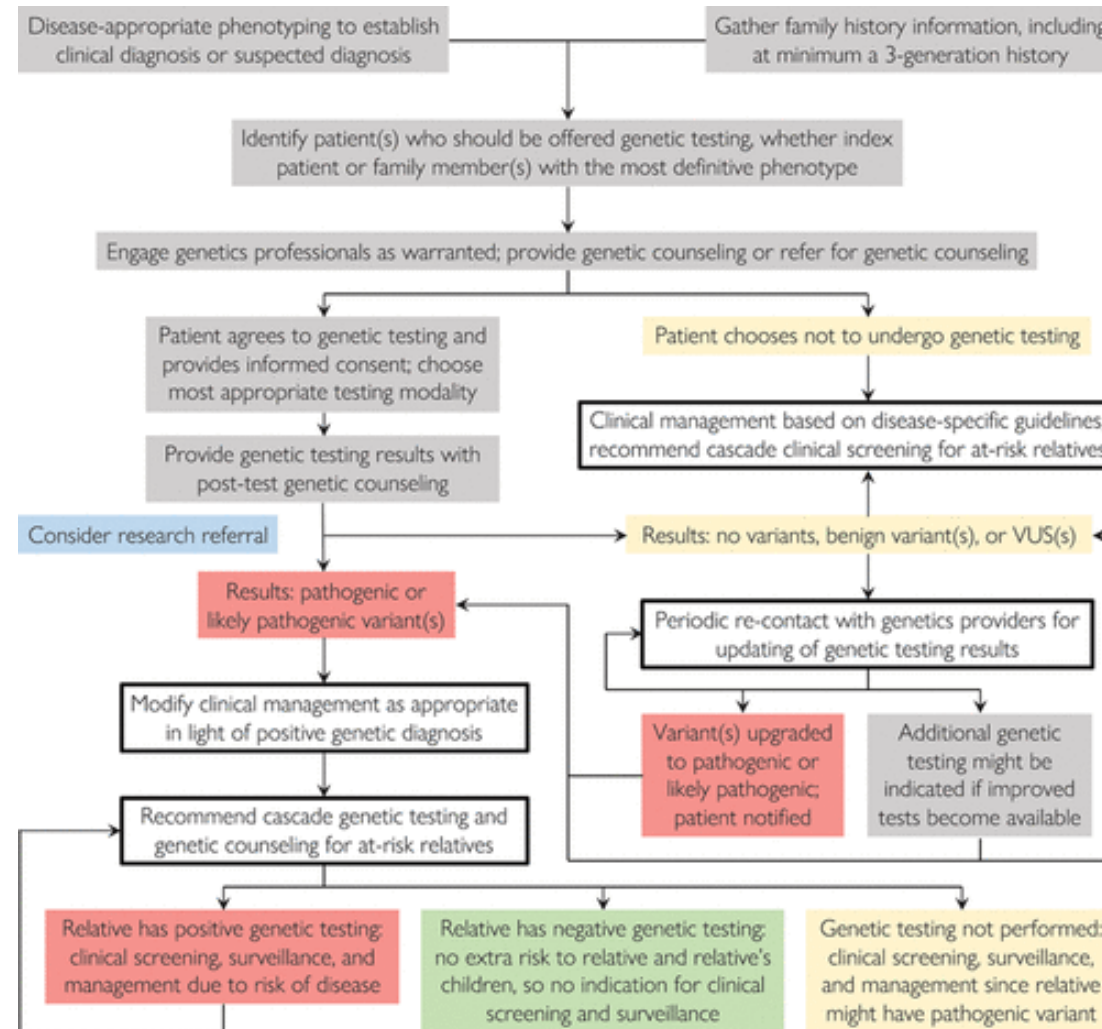 Disease-appropriate phenotyping to establish
clinical diagnosis or suspected diagnosis
Gather family history information, including
at minimum a 3-generation history
Identify patient(s) who should be offered genetic testing, whether index
patient or family member(s) with the most definitive phenotype
Engage genetics professionals as warranted; provide genetic counseling or refer for genetic counseling
Patient agrees to genetic testing and
provides informed consent; choose
most appropriate testing modality
Patient chooses not to undergo genetic testing
Clinical management based on disease-specific guidelines,
recommend cascade clinical screening for at-risk relatives
Provide genetic testing results with
post-test genetic counseling
Consider research referral
Results: no variants, benign variant(s), or VUS(s)
Results: pathogenic or
likely pathogenic variant(s)
Periodic re-contact with genetics providers for
updating of genetic testing results
Modify clinical management as appropriate
in light of positive genetic diagnosis
Variant(s) upgraded
to pathogenic or
likely pathogenic;
patient notified
Additional genetic
testing might be
indicated if improved
tests become available
Recommend cascade genetic testing and
genetic counseling for at-risk relatives
Relative has positive genetic testing:
clinical screening, surveillance, and
management due to risk of disease
Relative has negative genetic testing:
no extra risk to relative and relative's
children, so no indication for clinical
screening and surveillance
Genetic testing not performed:
clinical screening, surveillance,
and management since relative
might have pathogenic variant